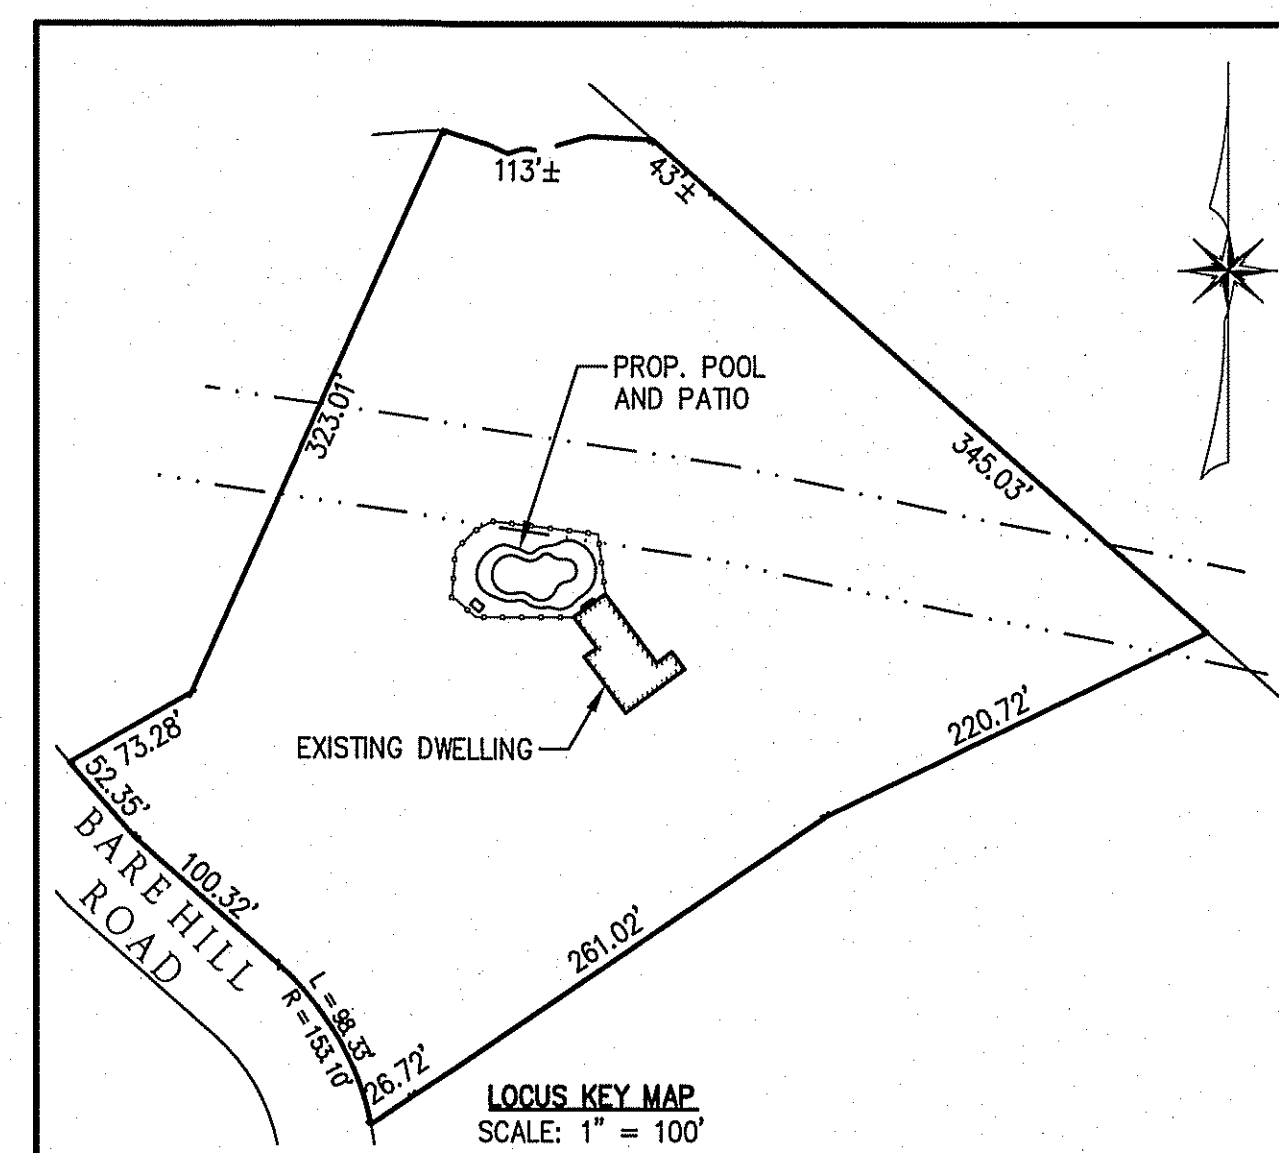 113'±
43'±
PROP. POOL
AND PATIO
323.01'
345.03'
220.72'
EXISTING DWELLING
73.28'
52.35'
BARE HILL
ROAD
100.32'
261.02'
L = 98.33'
R = 153.10'
26.72'
LOCUS KEY MAP
SCALE: 1" = 100'